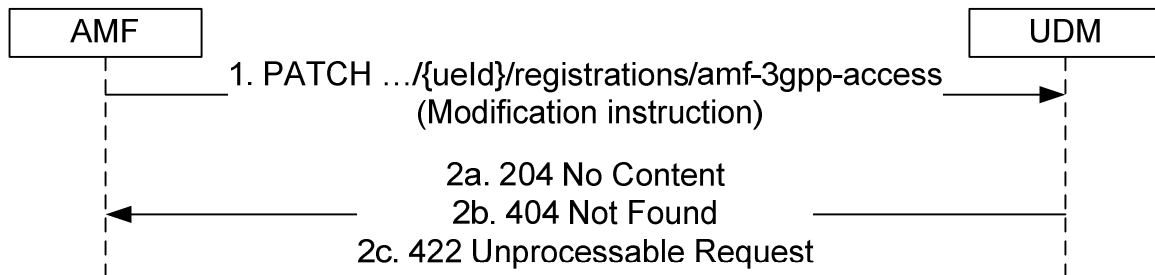 AMF
UDM
1. PATCH …/{ueId}/registrations/amf-3gpp-access
(Modification instruction)
2a. 204 No Content
2b. 404 Not Found
2c. 422 Unprocessable Request